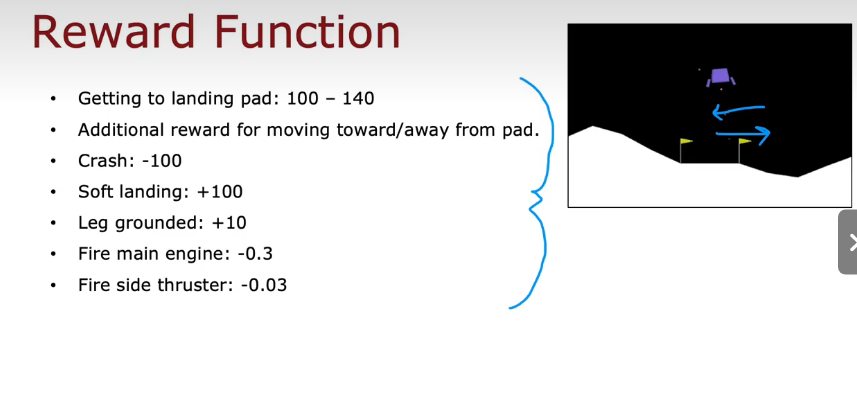 Reward Function
• Getting to landing pad: 100 – 140
• Additional reward for moving toward/away from pad.
• Crash: -100
• Soft landing: +100
• Leg grounded: +10
• Fire main engine: -0.3
• Fire side thruster: -0.03